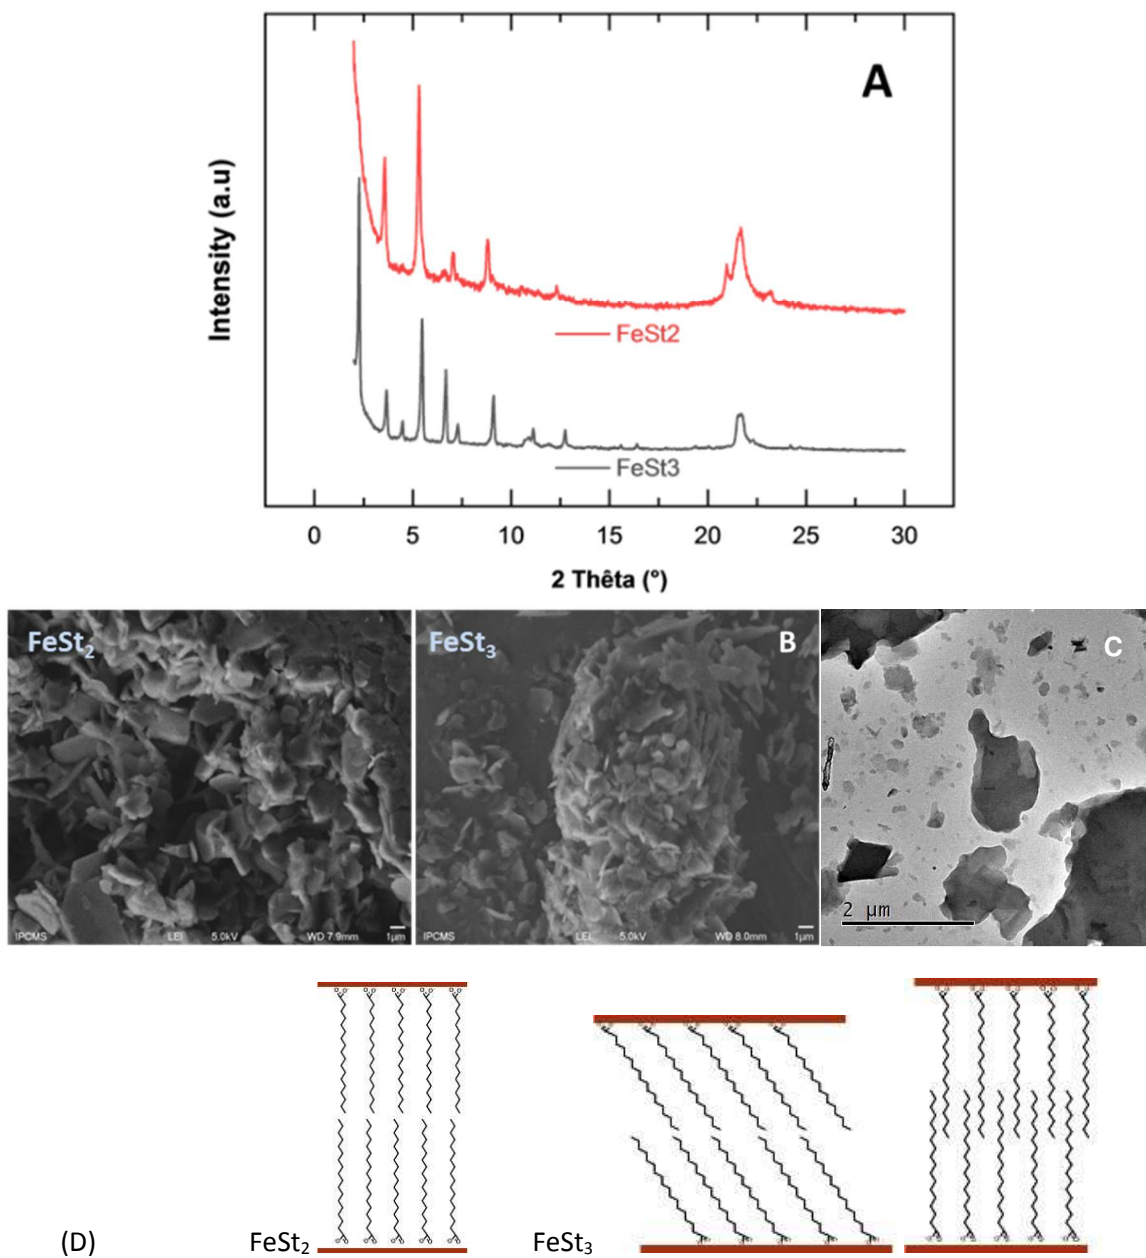 A
Intensity (a.u)
FeSt2
FeSt3
0 5 10 15 20 25 30
2 Thêta (°)
FeSt2
IPCMS LEI 5.0kV WD 7.9mm 1µm
FeSt3 B
IPCMS LEI 5.0kV WD 8.0mm 1µm
C
2 µm
(D) FeSt2 FeSt3